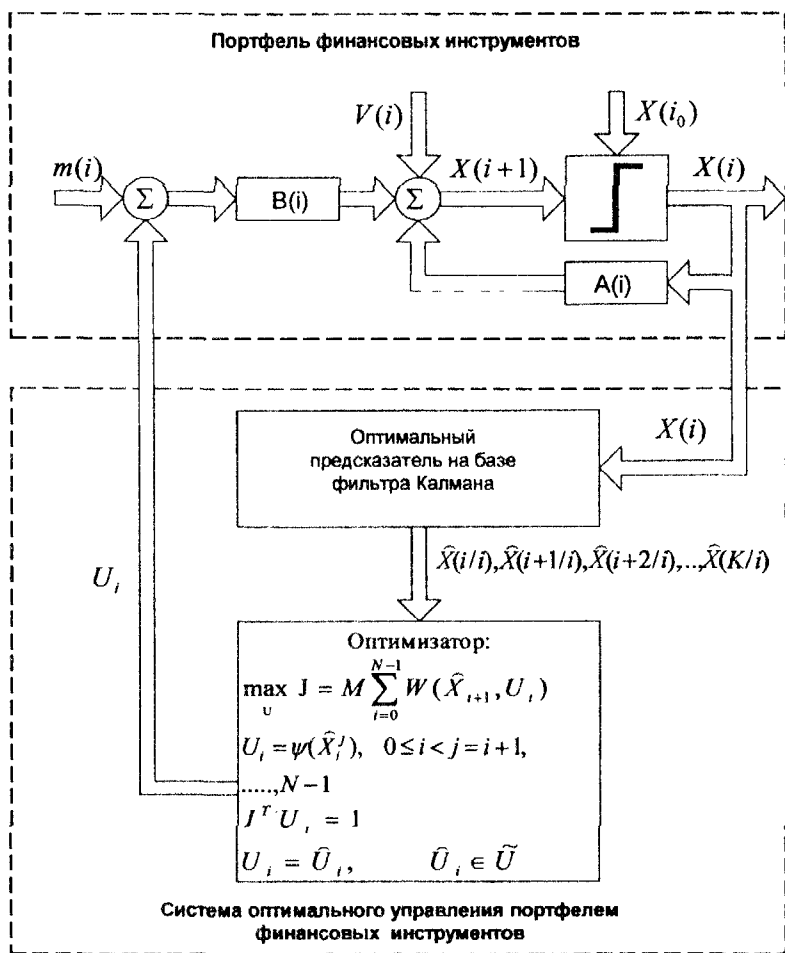 Портфель финансовых инструментов
V(i)
X(i₀)
m(i)
Σ
B(i)
Σ
X(i+1)
X(i)
A(i)
X(i)
Оптимальный
предсказатель на базе
фильтра Калмана
X̂(i/i),X̂(i+1/i),X̂(i+2/i),..,X̂(K/i)
U_i
Оптимизатор:
max_U J = M ∑_{i=0}^{N-1} W(X̂_{i+1},U_i)
U_i = ψ(X̂_i^j), 0≤i<j=i+1,
.....,N−1
J^T U_i = 1
U_i = Û_i, Û_i ∈ Ũ
Система оптимального управления портфелем
финансовых инструментов